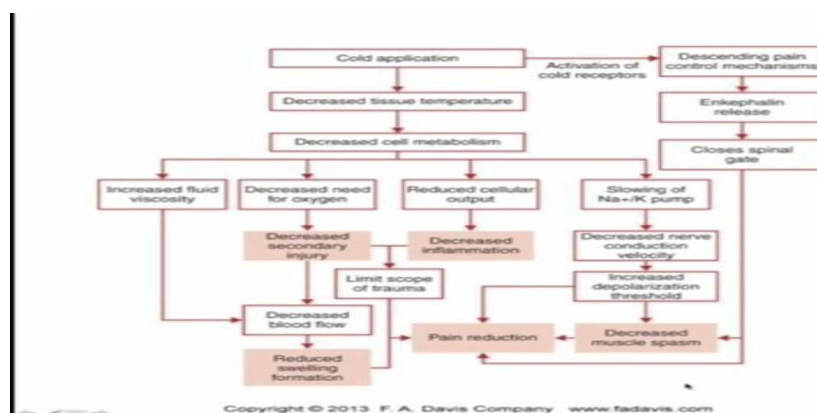 Cold application
Activation of
cold receptors
Descending pain
control mechanisms
Decreased tissue temperature
Enkephalin
release
Decreased cell metabolism
Closes spinal
gate
Increased fluid
viscosity
Decreased need
for oxygen
Reduced cellular
output
Slowing of
Na+/K pump
Decreased
secondary
injury
Decreased
inflammation
Decreased nerve
conduction
velocity
Limit scope
of trauma
Increased
depolarization
threshold
Decreased
blood flow
Pain reduction
Decreased
muscle spasm
Reduced
swelling
formation
Copyright © 2013 F. A. Davis Company www.fadavis.com